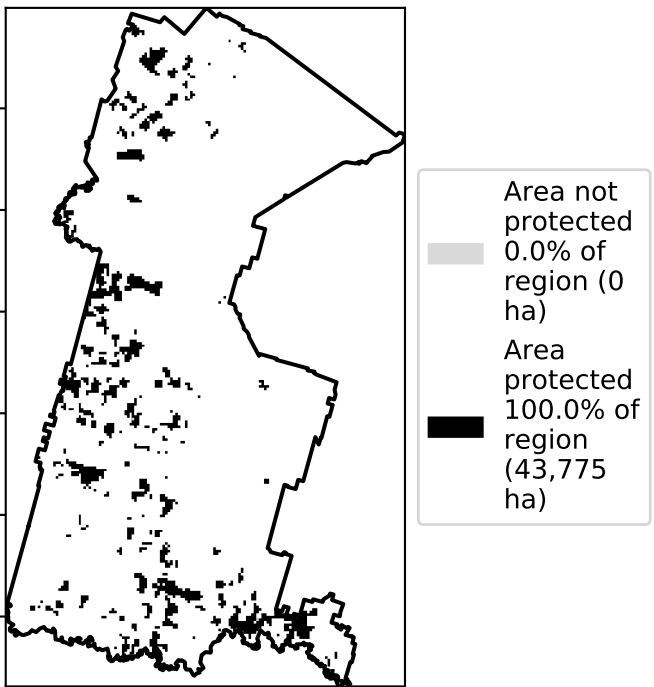 Area not
protected
0.0% of
region (0
ha)
Area
protected
100.0% of
region
(43,775
ha)